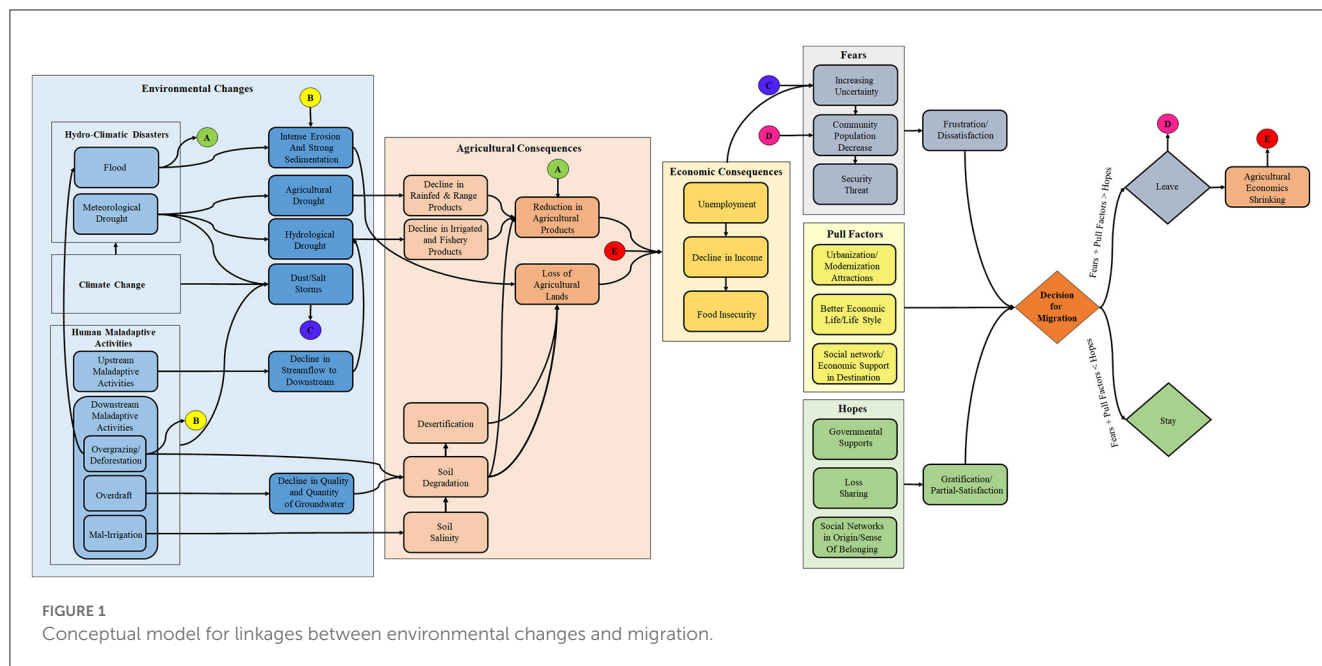 Environmental Changes
Hydro-Climatic Disasters
Flood
Meteorological
Drought
Climate Change
Human Maladaptive
Activities
Upstream
Maladaptive
Activities
Downstream
Maladaptive
Activities
Overgrazing/
Deforestation
Overdraft
Mal-Irrigation
A
B
B
Intense Erosion
And Strong
Sedimentation
Agricultural
Drought
Hydrological
Drought
Dust/Salt
Storms
C
Decline in
Streamflow to
Downstream
Decline in Quality
and Quantity
of Groundwater
Agricultural Consequences
Decline in
Rainfed & Range
Products
Decline in Irrigated
and Fishery
Products
A
Reduction in
Agricultural
Products
E
Loss of
Agricultural
Lands
Desertification
Soil
Degradation
Soil
Salinity
Economic Consequences
Unemployment
Decline in Income
Food Insecurity
C
D
Fears
Increasing
Uncertainty
Community
Population
Decrease
Security
Threat
Pull Factors
Urbanization/
Modernization
Attractions
Better Economic
Life/Life Style
Social network/
Economic Support
in Destination
Hopes
Governmental
Supports
Loss
Sharing
Social Networks
in Origin/Sense
Of Belonging
Frustration/
Dissatisfaction
Gratification/
Partial-Satisfaction
Decision
for
Migration
Fears + Pull Factors > Hopes
Fears + Pull Factors > Hopes
D
Leave
E
Agricultural
Economics
Shrinking
Stay
FIGURE 1
Conceptual model for linkages between environmental changes and migration.